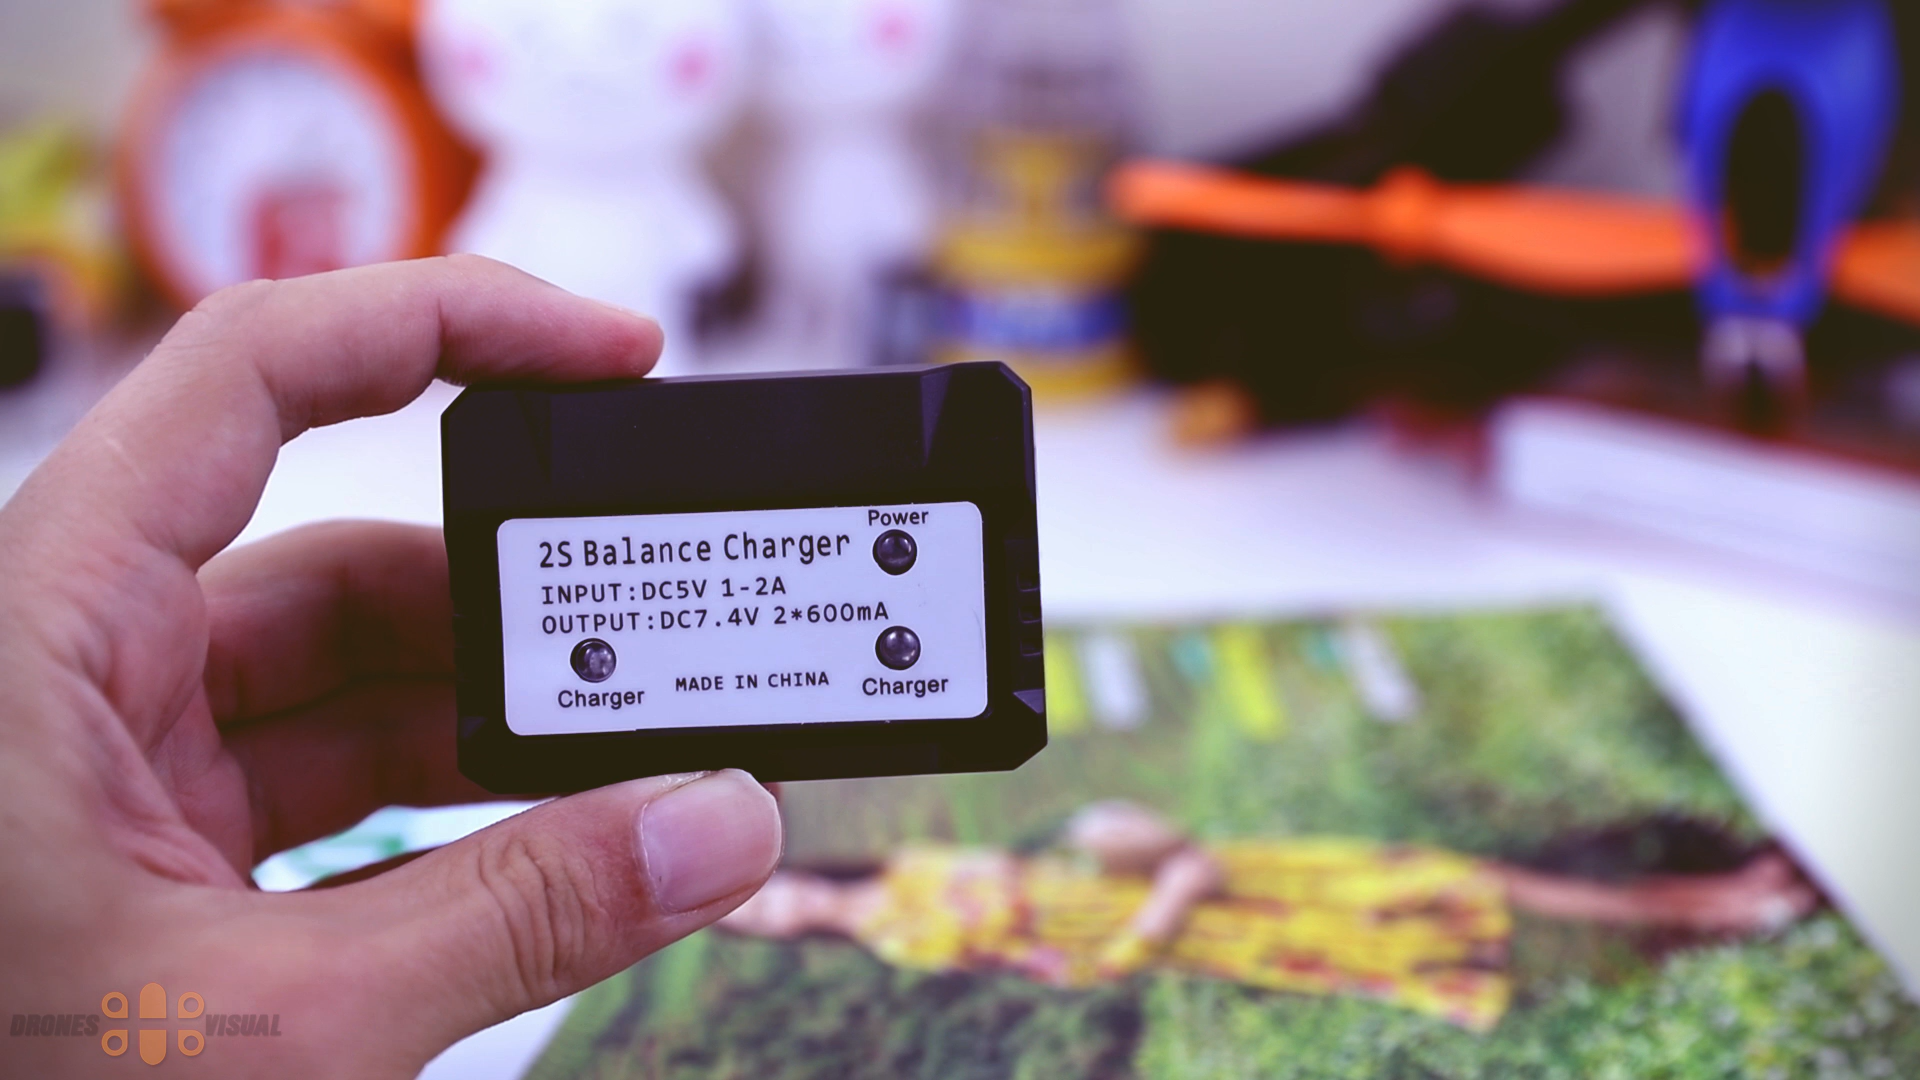 Power
2S Balance Charger
INPUT:DC5V 1-2A
OUTPUT:DC7.4V 2*600mA
Charger
MADE IN CHINA
Charger
DRONES VISUAL